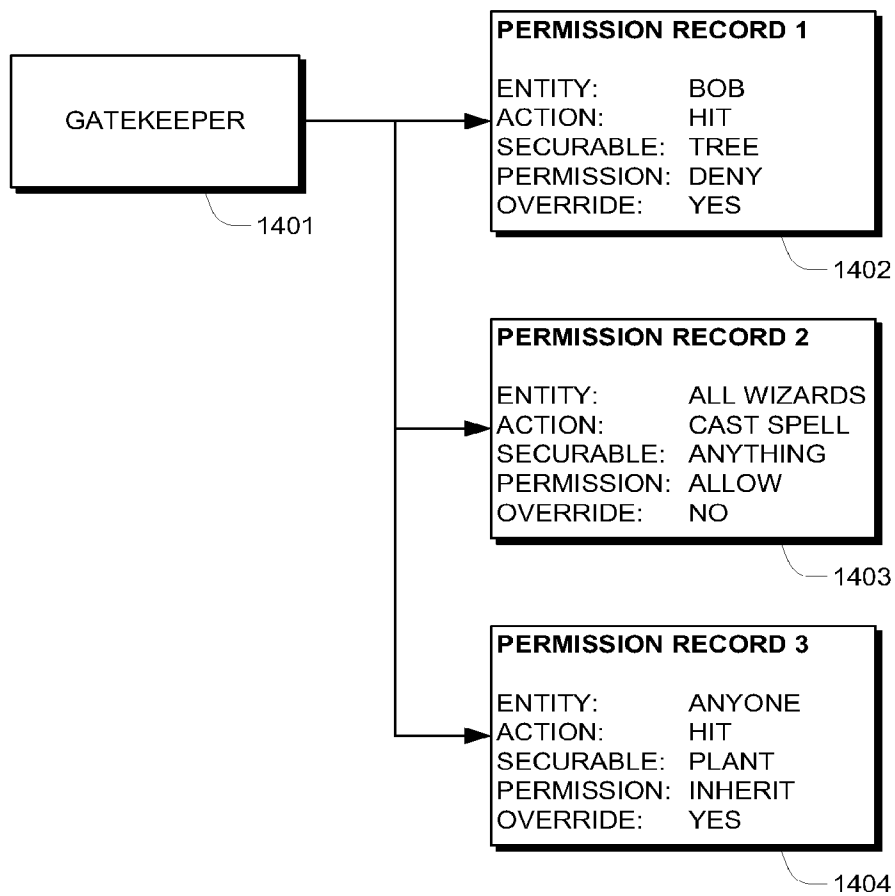 GATEKEEPER
1401
PERMISSION RECORD 1
ENTITY: BOB
ACTION: HIT
SECURABLE: TREE
PERMISSION: DENY
OVERRIDE: YES
1402
PERMISSION RECORD 2
ENTITY: ALL WIZARDS
ACTION: CAST SPELL
SECURABLE: ANYTHING
PERMISSION: ALLOW
OVERRIDE: NO
1403
PERMISSION RECORD 3
ENTITY: ANYONE
ACTION: HIT
SECURABLE: PLANT
PERMISSION: INHERIT
OVERRIDE: YES
1404